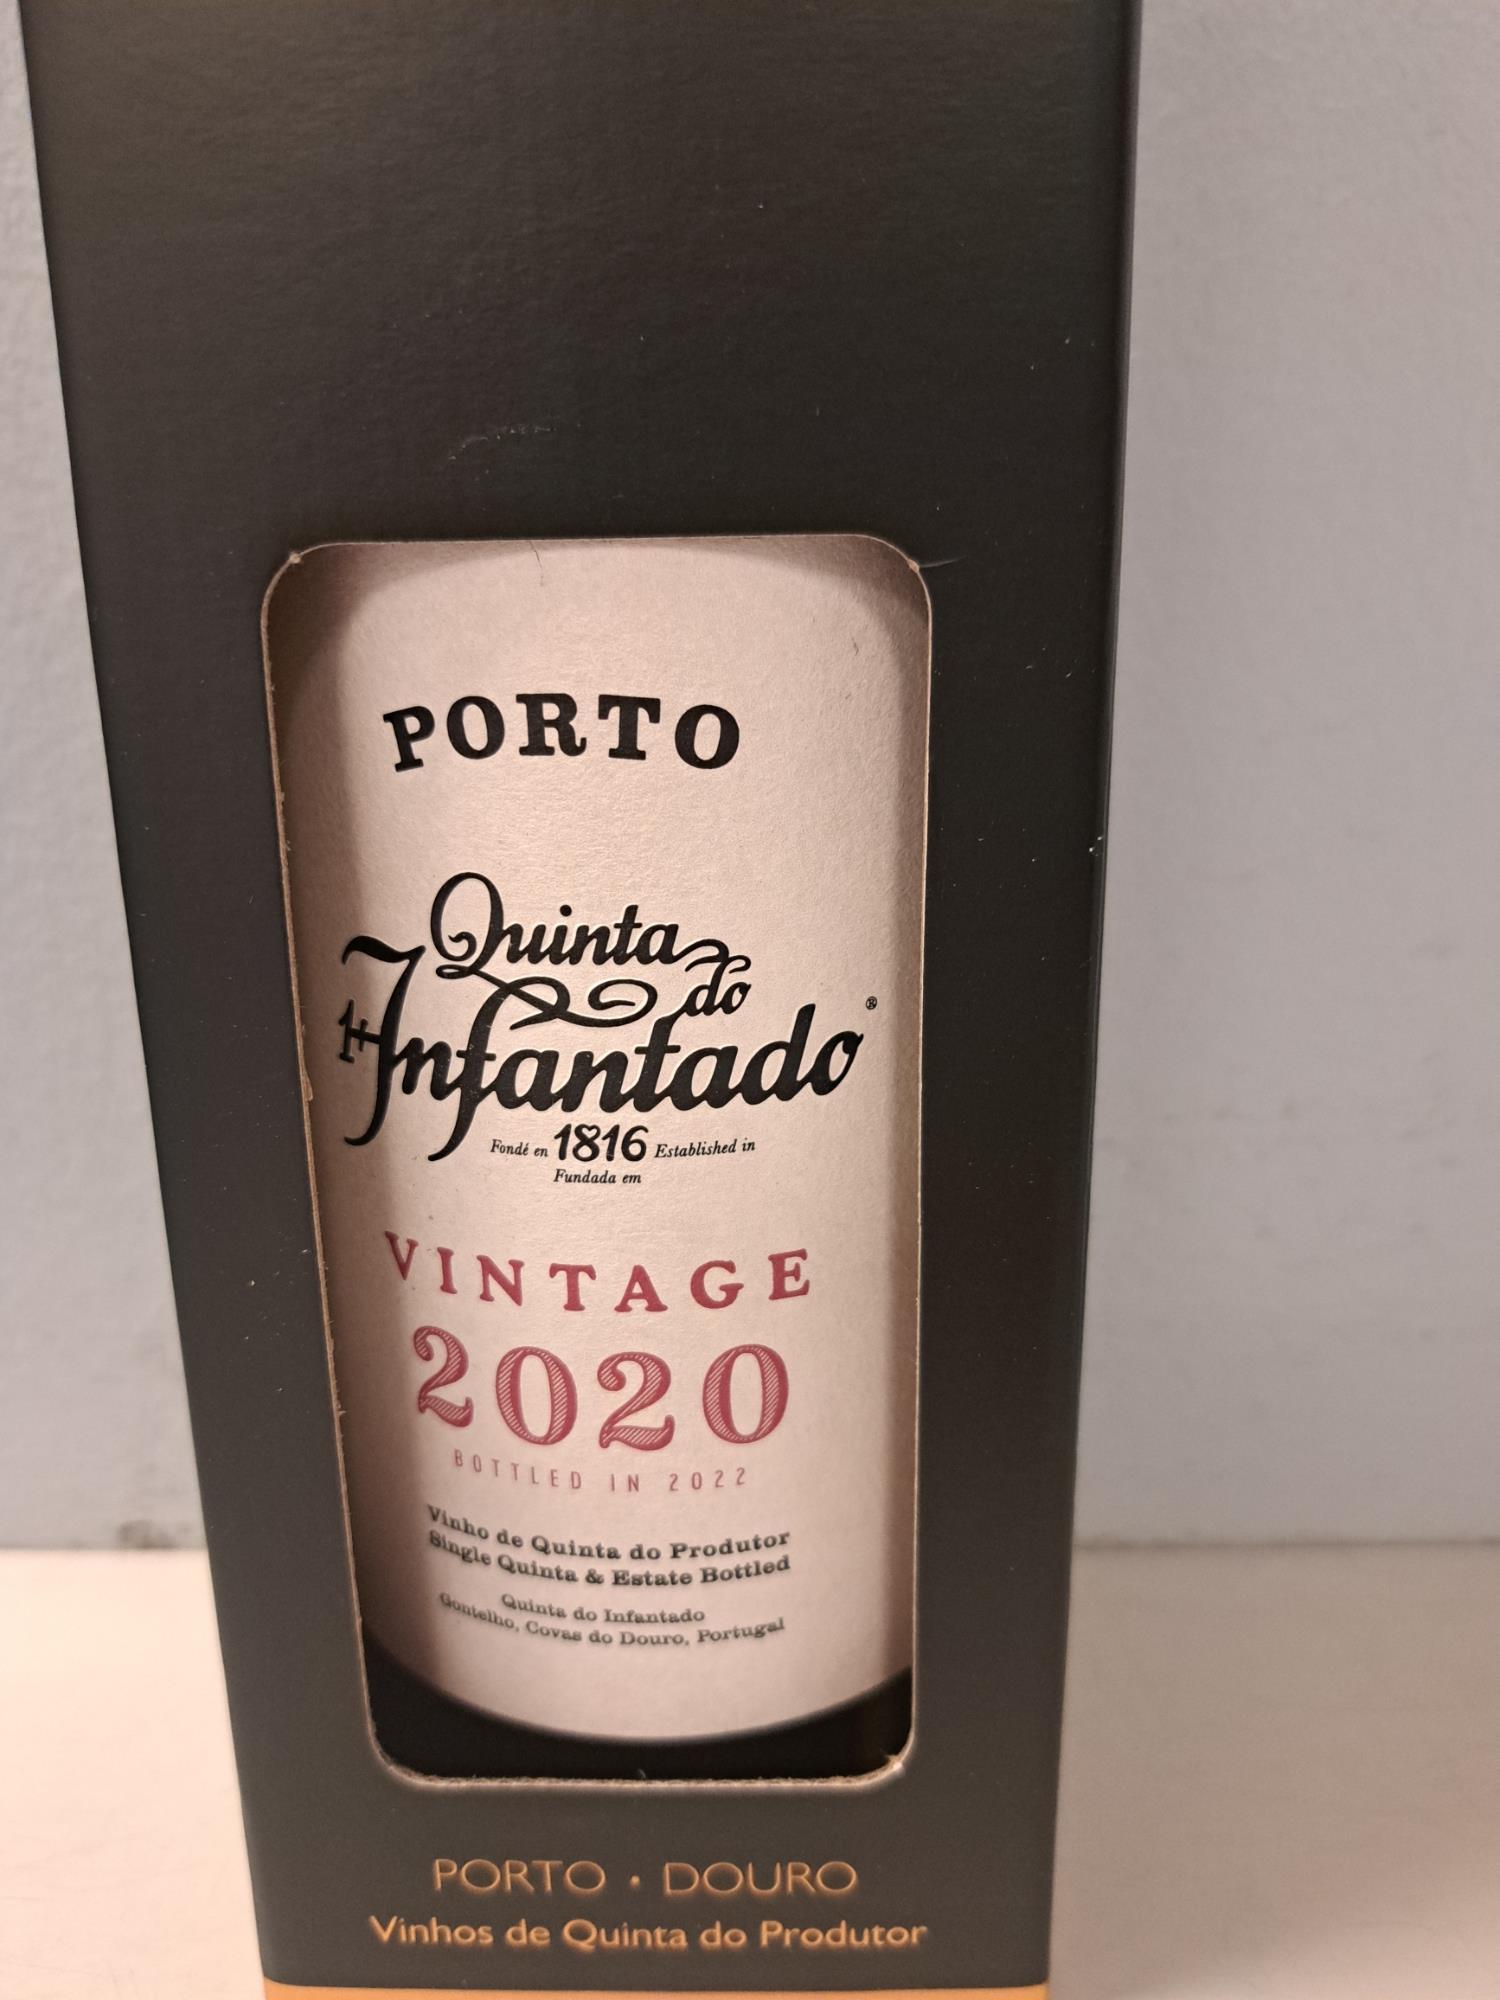 PORTO
Quinta
do
Infantado®
Fondé en 1816 Established in
Fundada em
VINTAGE
2020
BOTTLED IN 2022
Vinho de Quinta do Produtor
Single Quinta & Estate Bottled
Quinta do Infantado
Gontelho, Covas do Douro, Portugal
PORTO • DOURO
Vinhos de Quinta do Produtor